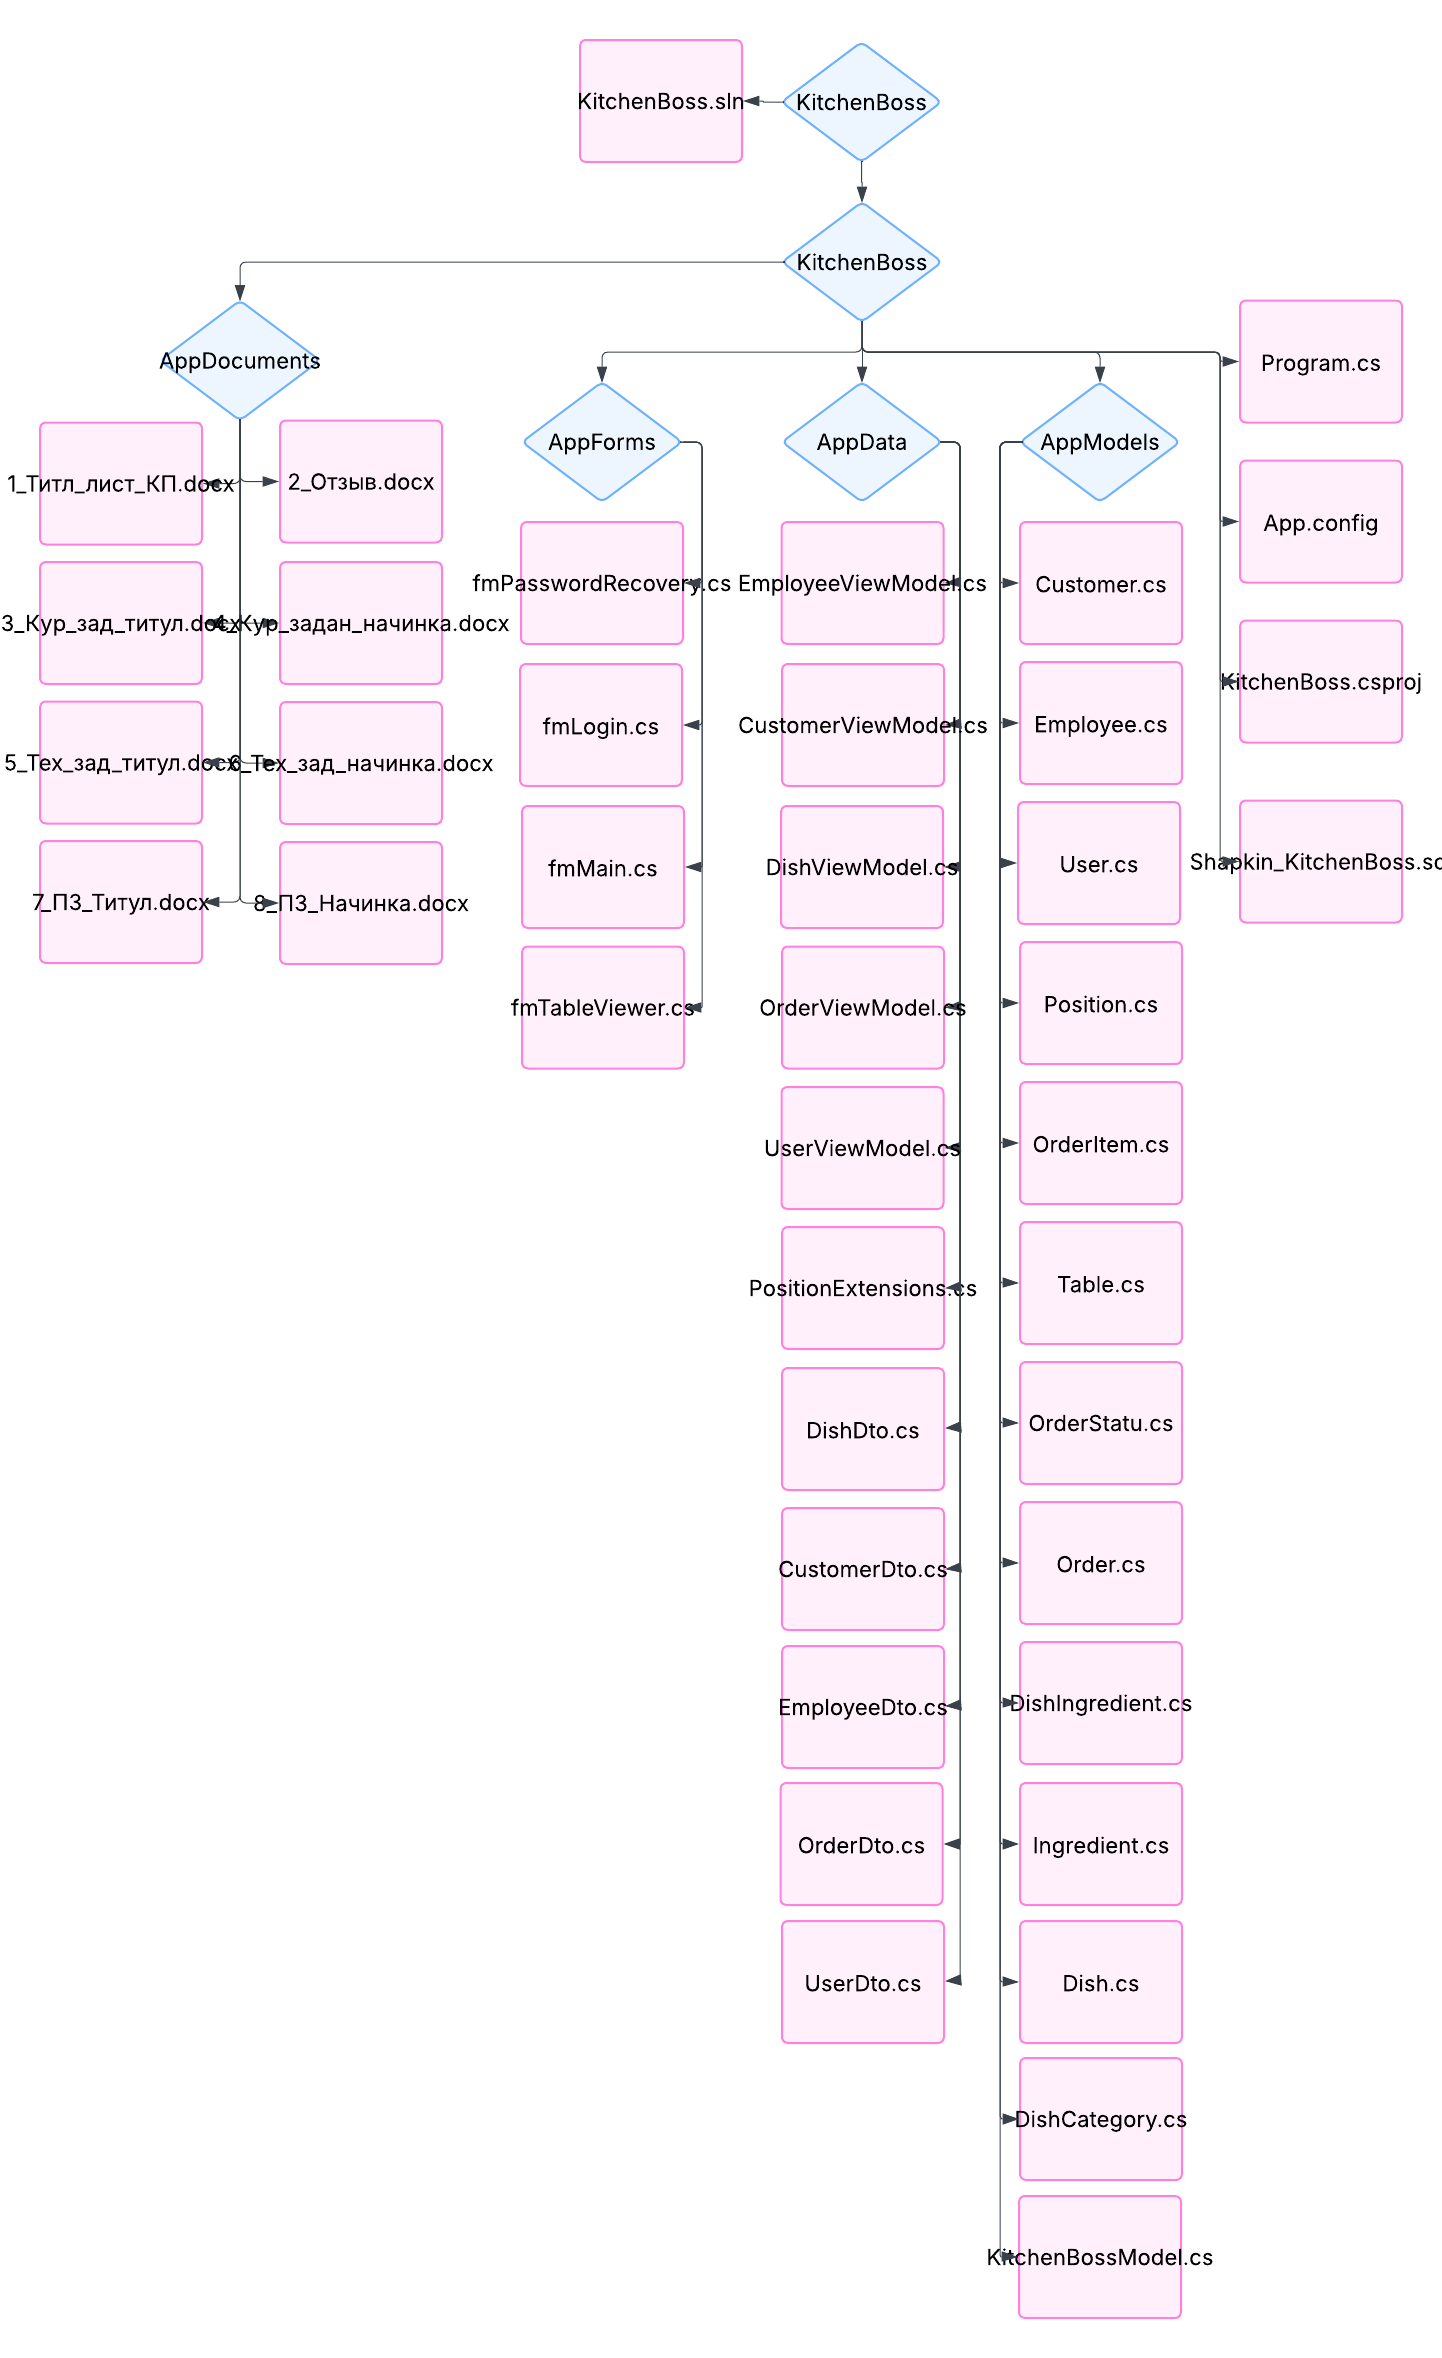 KitchenBoss.sln
KitchenBoss
KitchenBoss
AppDocuments
1_Титл_лист_КП.docx
2_Отзыв.docx
3_Кур_зад_титул.docx
4_Кур_задан_начинка.docx
5_Тех_зад_титул.docx
6_Тех_зад_начинка.docx
7_ПЗ_Титул.docx
8_ПЗ_Начинка.docx
AppForms
fmPasswordRecovery.cs
fmLogin.cs
fmMain.cs
fmTableViewer.cs
AppData
EmployeeViewModel.cs
CustomerViewModel.cs
DishViewModel.cs
OrderViewModel.cs
UserViewModel.cs
PositionExtensions.cs
DishDto.cs
CustomerDto.cs
EmployeeDto.cs
OrderDto.cs
UserDto.cs
AppModels
Customer.cs
Employee.cs
User.cs
Position.cs
OrderItem.cs
Table.cs
OrderStatu.cs
Order.cs
DishIngredient.cs
Ingredient.cs
Dish.cs
DishCategory.cs
KitchenBossModel.cs
Program.cs
App.config
KitchenBoss.csproj